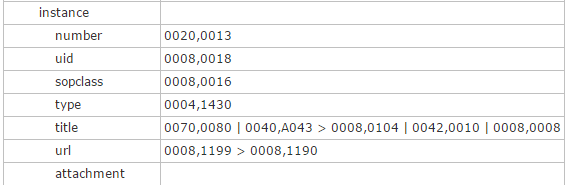 instance
number 0020,0013
uid 0008,0018
sopclass 0008,0016
type 0004,1430
title 0070,0080 | 0040,A043 > 0008,0104 | 0042,0010 | 0008,0008
url 0008,1199 > 0008,1190
attachment